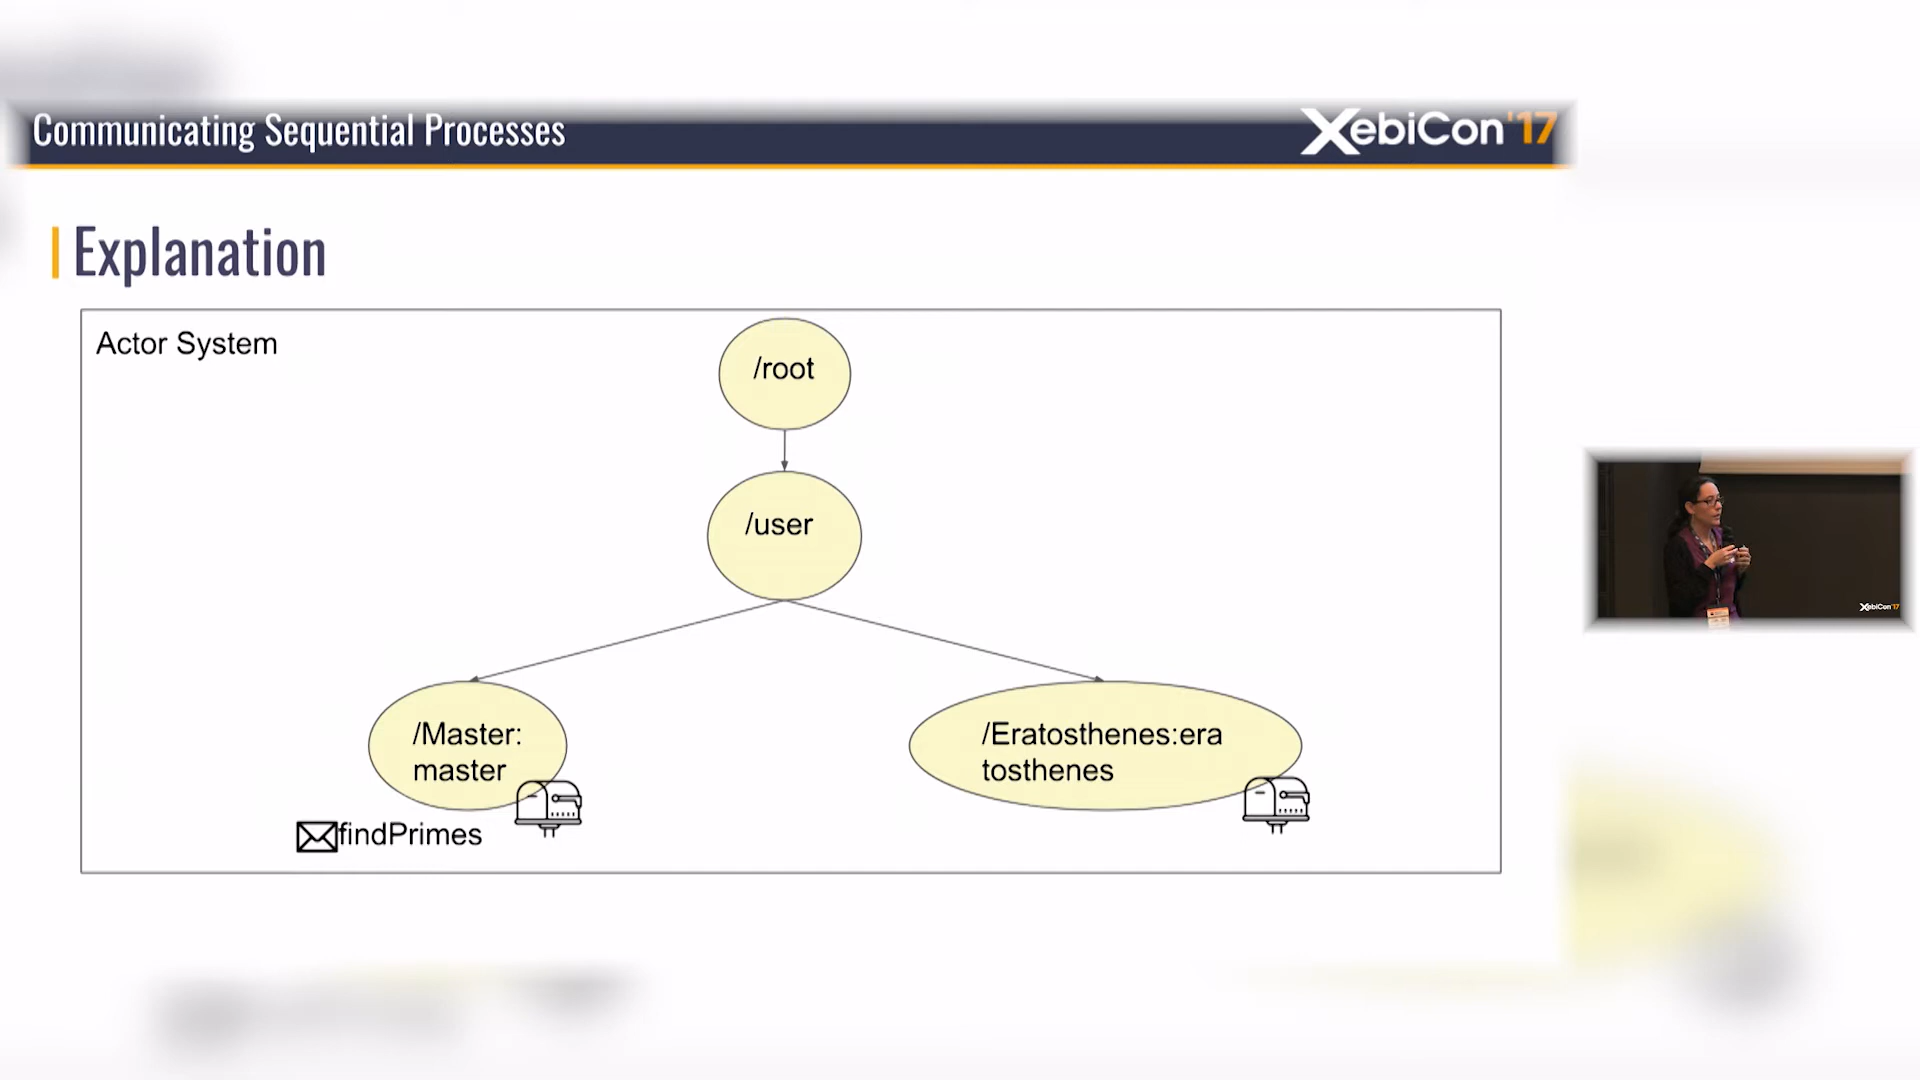 Communicating Sequential Processes
XebiCon'17
Explanation
Actor System
/root
/user
/Master:
master
/Eratosthenes:era
tosthenes
findPrimes
XebiCon'17